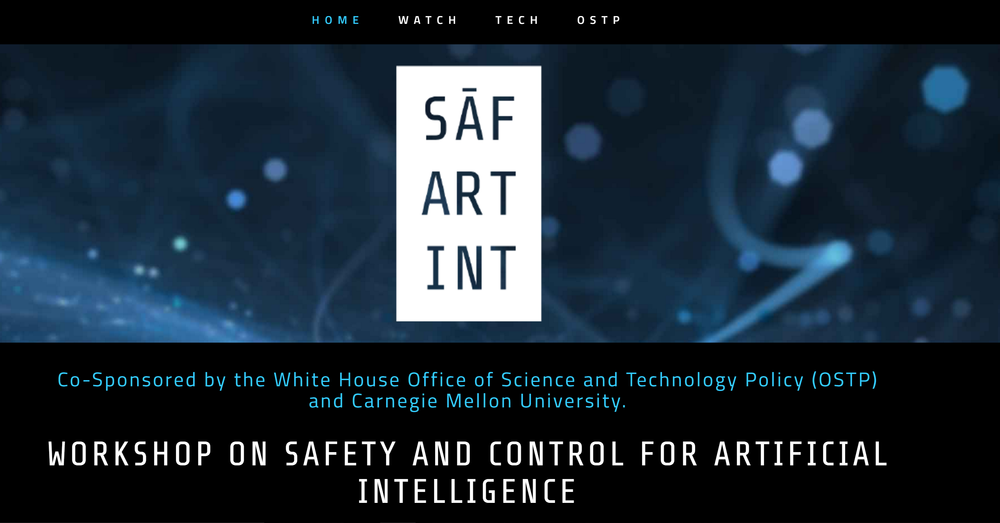 HOME WATCH TECH OSTP
SĀF
ART
INT
Co-Sponsored by the White House Office of Science and Technology Policy (OSTP)
and Carnegie Mellon University.
WORKSHOP ON SAFETY AND CONTROL FOR ARTIFICIAL
INTELLIGENCE